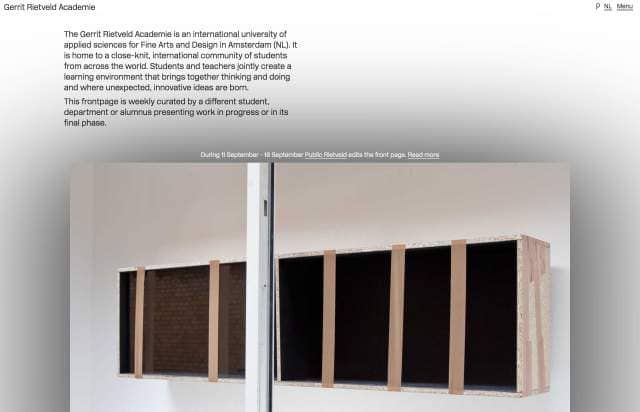 Gerrit Rietveld Academie
NL Menu
The Gerrit Rietveld Academie is an international university of
applied sciences for Fine Arts and Design in Amsterdam (NL). It
is home to a close-knit, international community of students
from across the world. Students and teachers jointly create a
learning environment that brings together thinking and doing
and where unexpected, innovative ideas are born.
This frontpage is weekly curated by a different student,
department or alumnus presenting work in progress or in its
final phase.
During 11 September - 18 September Public Rietveld edits the front page. Read more